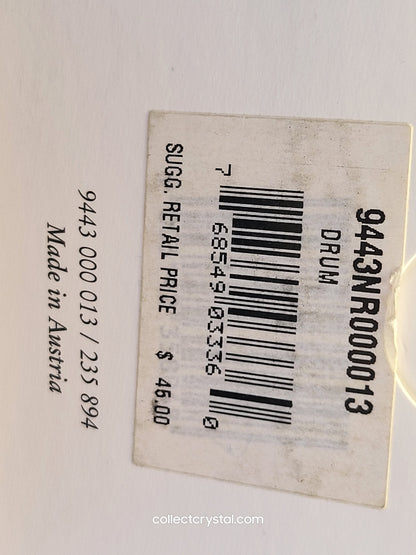 9443NR000013
DRUM
7 68549 03336 0
SUGG. RETAIL PRICE $ 45.00
9443 000 013 / 235 894
Made in Austria
collectcrystal.com